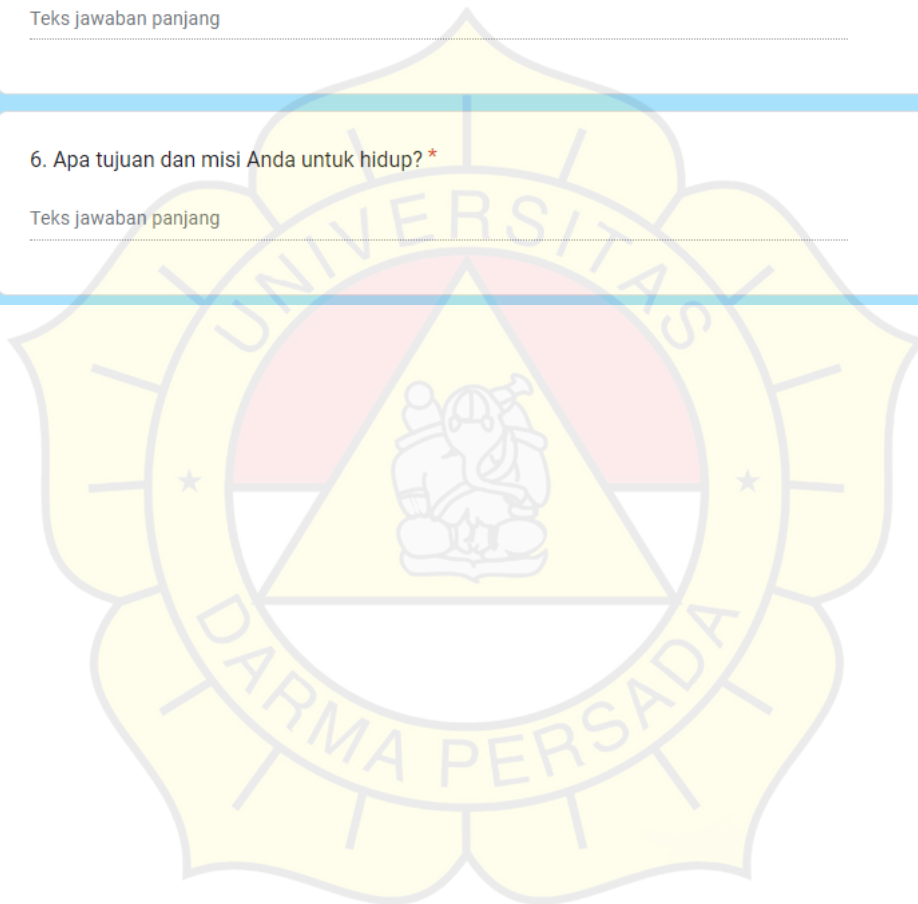 Teks jawaban panjang
6. Apa tujuan dan misi Anda untuk hidup? *
Teks jawaban panjang
UNIVERSITAS
DARMA PERSADA